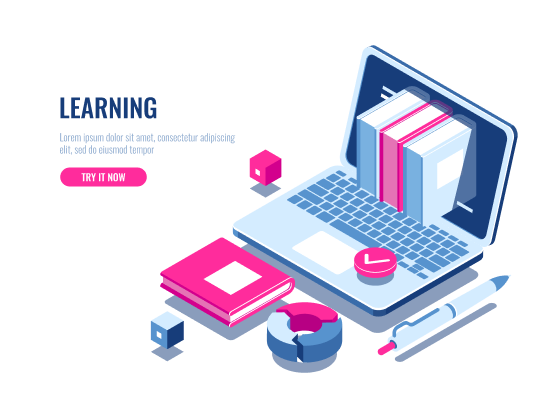 LEARNING
Lorem ipsum dolor sit amet, consectetur adipiscing
elit, sed do eiusmod tempor
TRY IT NOW